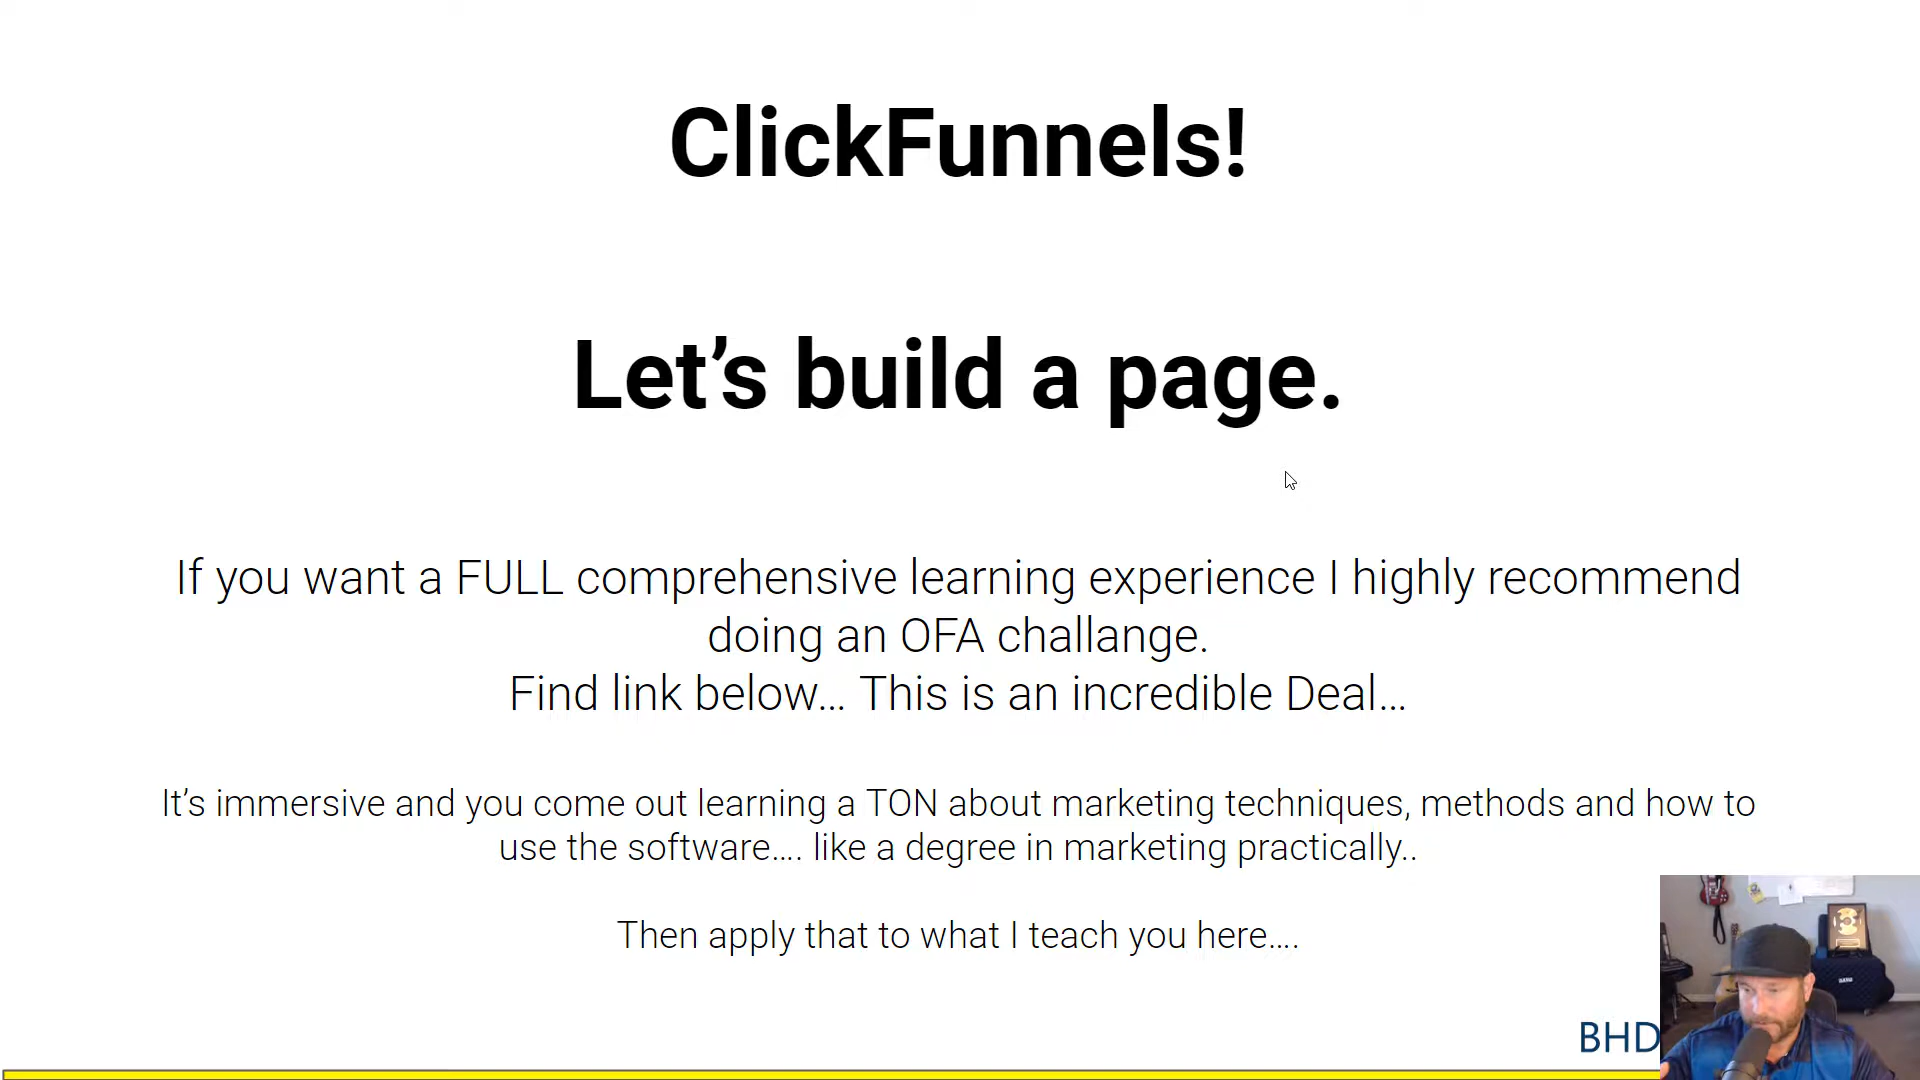 ClickFunnels!
Let’s build a page.
If you want a FULL comprehensive learning experience I highly recommend
doing an OFA challange.
Find link below... This is an incredible Deal...
It’s immersive and you come out learning a TON about marketing techniques, methods and how to
use the software.... like a degree in marketing practically..
Then apply that to what I teach you here....
BHD